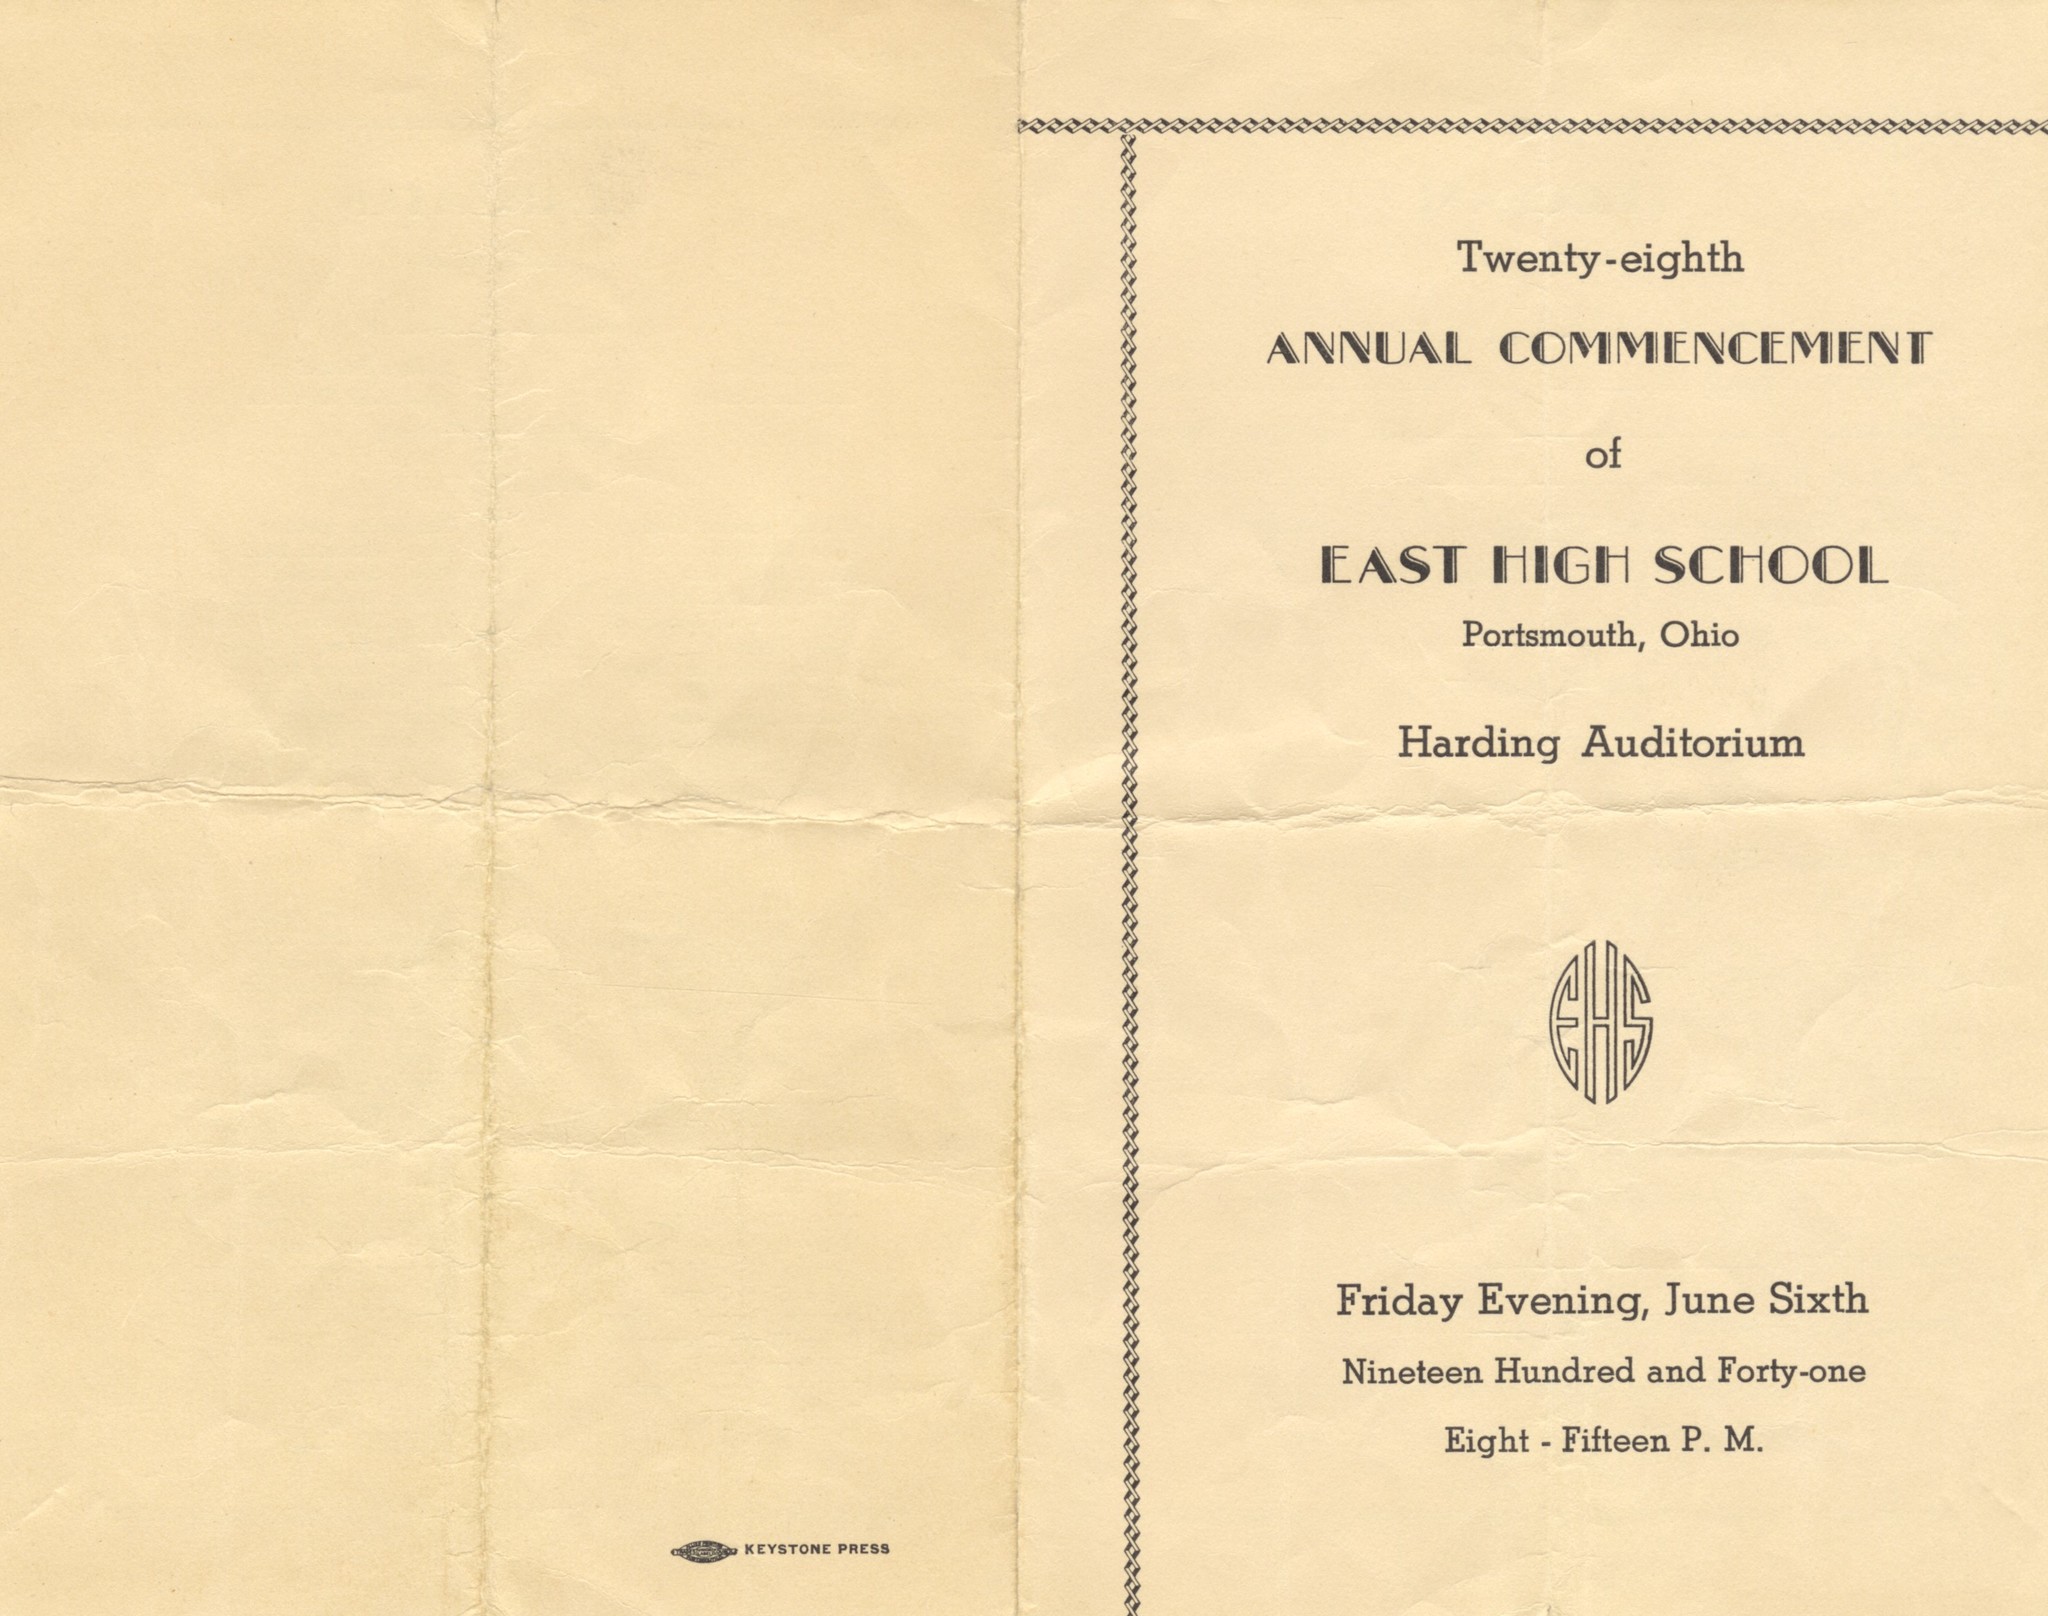 Twenty-eighth
ANNUAL COMMENCEMENT
of
EAST HIGH SCHOOL
Portsmouth, Ohio
Harding Auditorium
EHS
Friday Evening, June Sixth
Nineteen Hundred and Forty-one
Eight - Fifteen P. M.
KEYSTONE PRESS